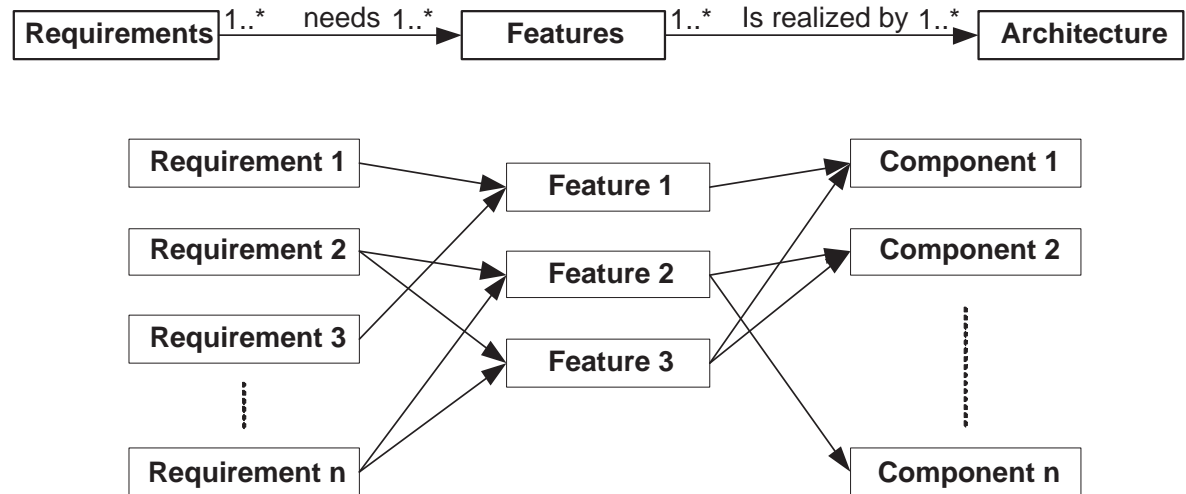 Requirements 1..* needs 1..* Features 1..* Is realized by 1..* Architecture
Requirement 1
Feature 1
Component 1
Requirement 2
Feature 2
Component 2
Requirement 3
Feature 3
Requirement n
Component n